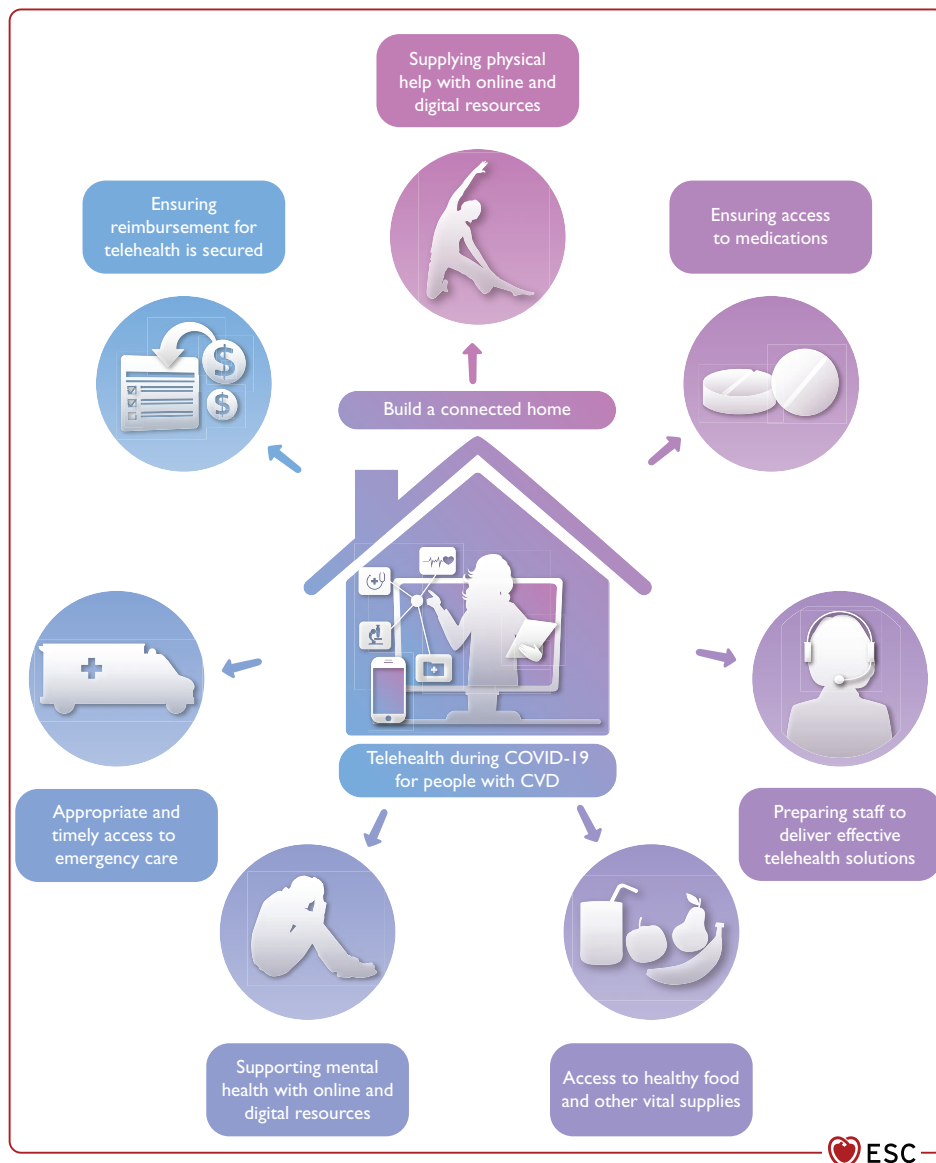 Supplying physical
help with online and
digital resources
Ensuring
reimbursement for
telehealth is secured
Ensuring access
to medications
$
$
Build a connected home
Telehealth during COVID-19
for people with CVD
Appropriate and
timely access to
emergency care
Preparing staff to
deliver effective
telehealth solutions
Supporting mental
health with online and
digital resources
Access to healthy food
and other vital supplies
ESC